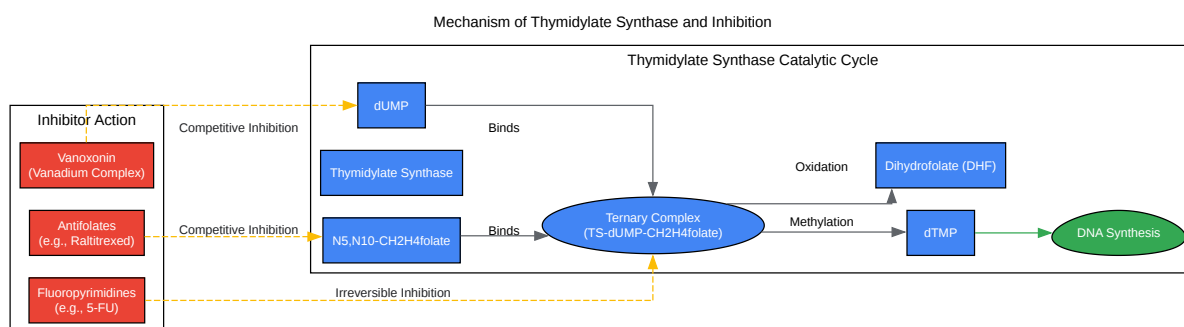 Mechanism of Thymidylate Synthase and Inhibition
Thymidylate Synthase Catalytic Cycle
Inhibitor Action
dUMP
Competitive Inhibition
Binds
Vanoxonin
(Vanadium Complex)
Thymidylate Synthase
Oxidation
Dihydrofolate (DHF)
Antifolates
(e.g., Raltitrexed)
Competitive Inhibition
N5,N10-CH2H4folate
Binds
Ternary Complex
(TS-dUMP-CH2H4folate)
Methylation
dTMP
DNA Synthesis
Fluoropyrimidines
(e.g., 5-FU)
Irreversible Inhibition